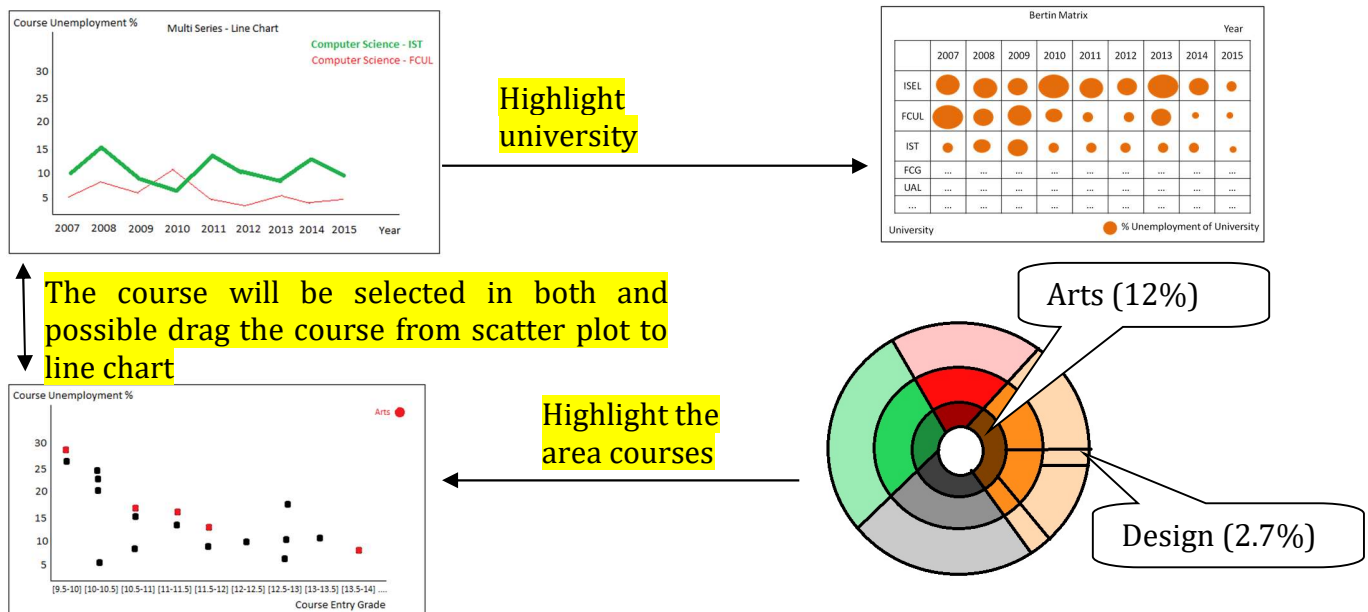 Course Unemployment %
Multi Series - Line Chart
Computer Science - IST
Computer Science - FCUL
30
25
20
15
10
5
2007 2008 2009 2010 2011 2012 2013 2014 2015 Year
Highlight
university
Bertin Matrix
Year
2007 2008 2009 2010 2011 2012 2013 2014 2015
ISEL
FCUL
IST
FCG ... ... ... ... ... ... ... ... ...
UAL ... ... ... ... ... ... ... ... ...
... ... ... ... ... ... ... ... ... ...
University
% Unemployment of University
The course will be selected in both and
possible drag the course from scatter plot to
line chart
Course Unemployment %
Arts
30
25
20
15
10
5
[9.5-10] [10-10.5] [10.5-11] [11-11.5] [11.5-12] [12-12.5] [12.5-13] [13-13.5] [13.5-14] ....
Course Entry Grade
Highlight the
area courses
Arts (12%)
Design (2.7%)